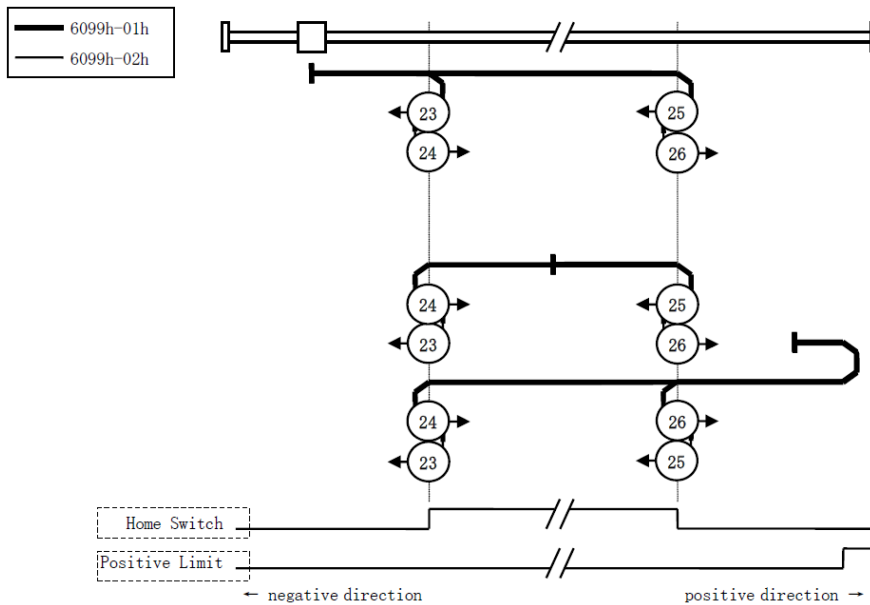 6099h-01h
6099h-02h
23
25
24
26
24
25
23
26
24
26
23
25
Home Switch
Positive Limit
← negative direction
positive direction →